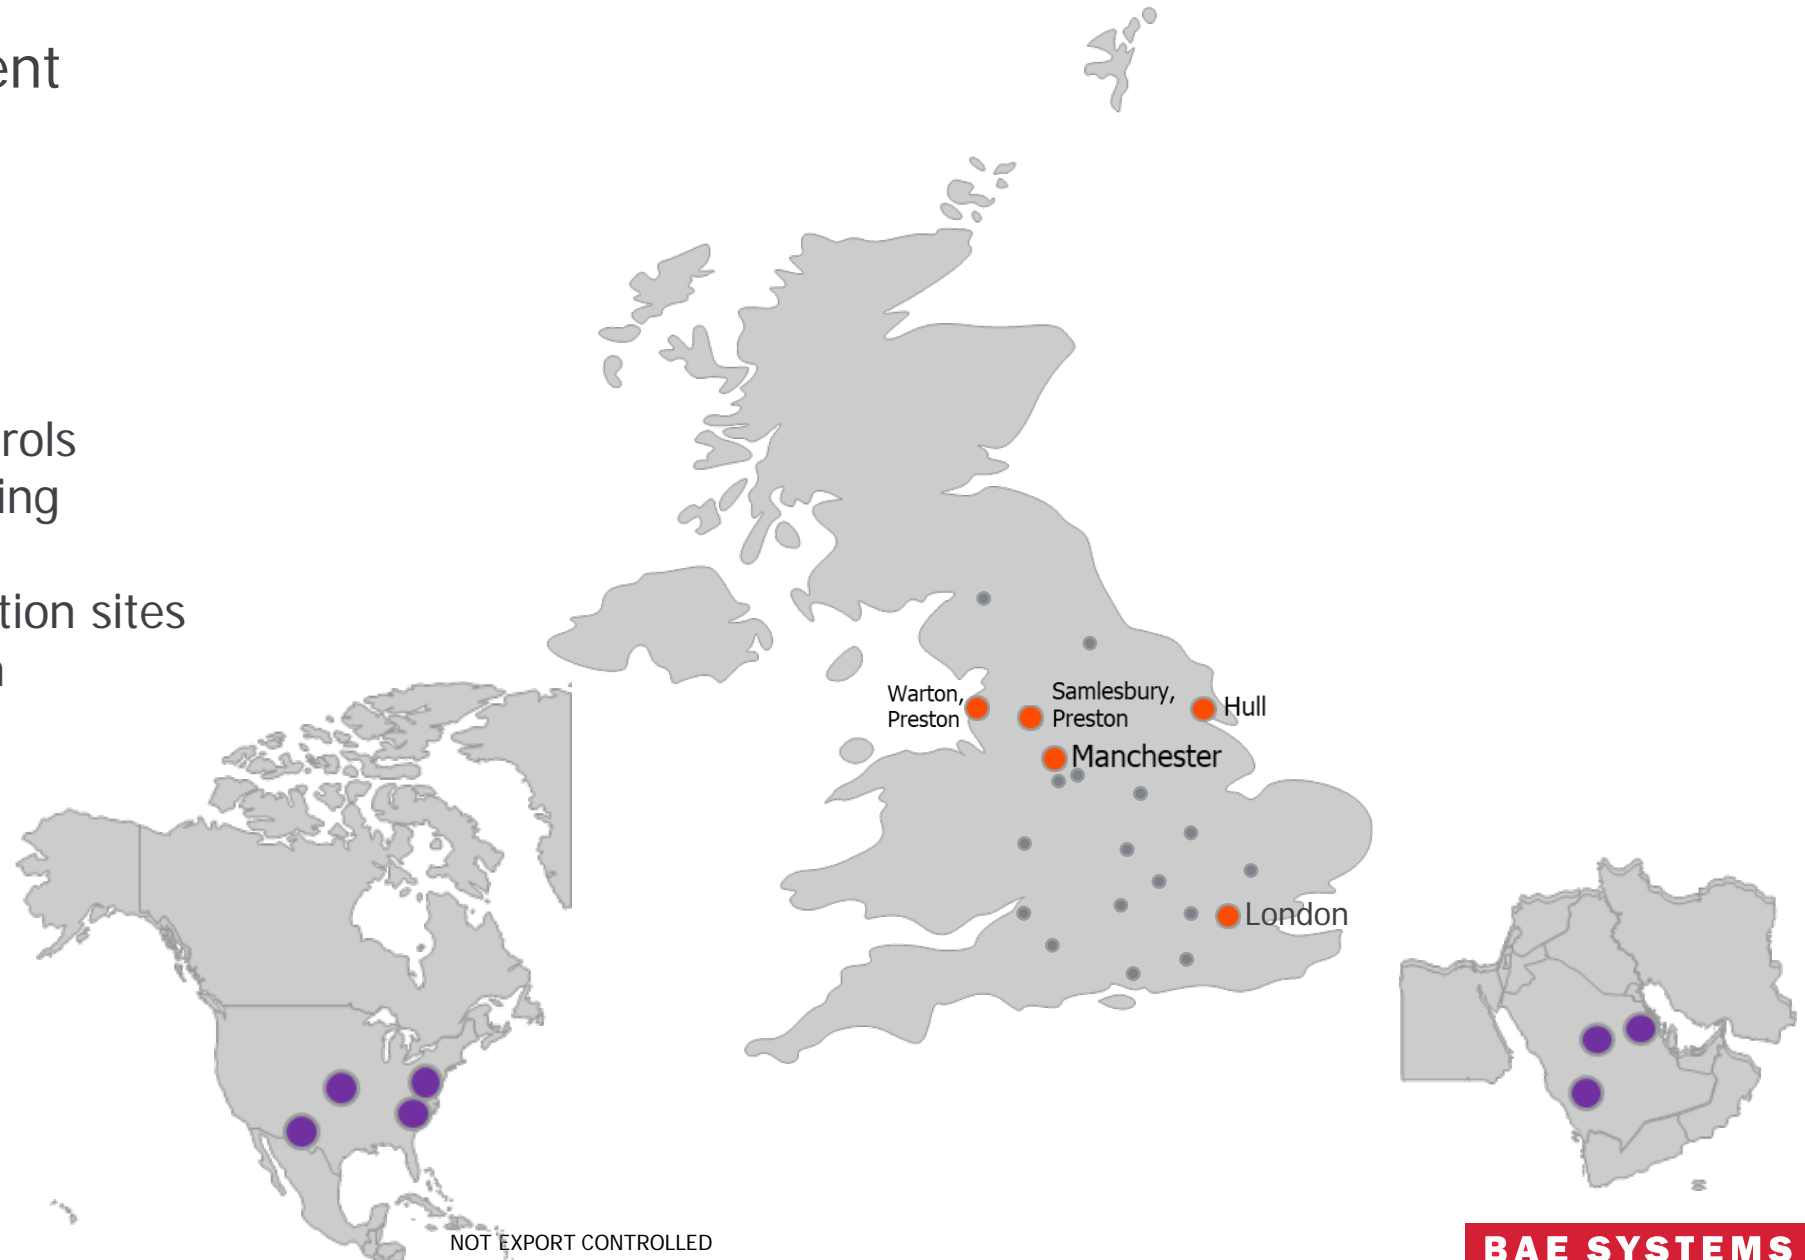 ent
rols
ing
tion sites
Warton,
Preston
Samlesbury,
Preston
Hull
Manchester
London
NOT EXPORT CONTROLLED
BAE SYSTEMS